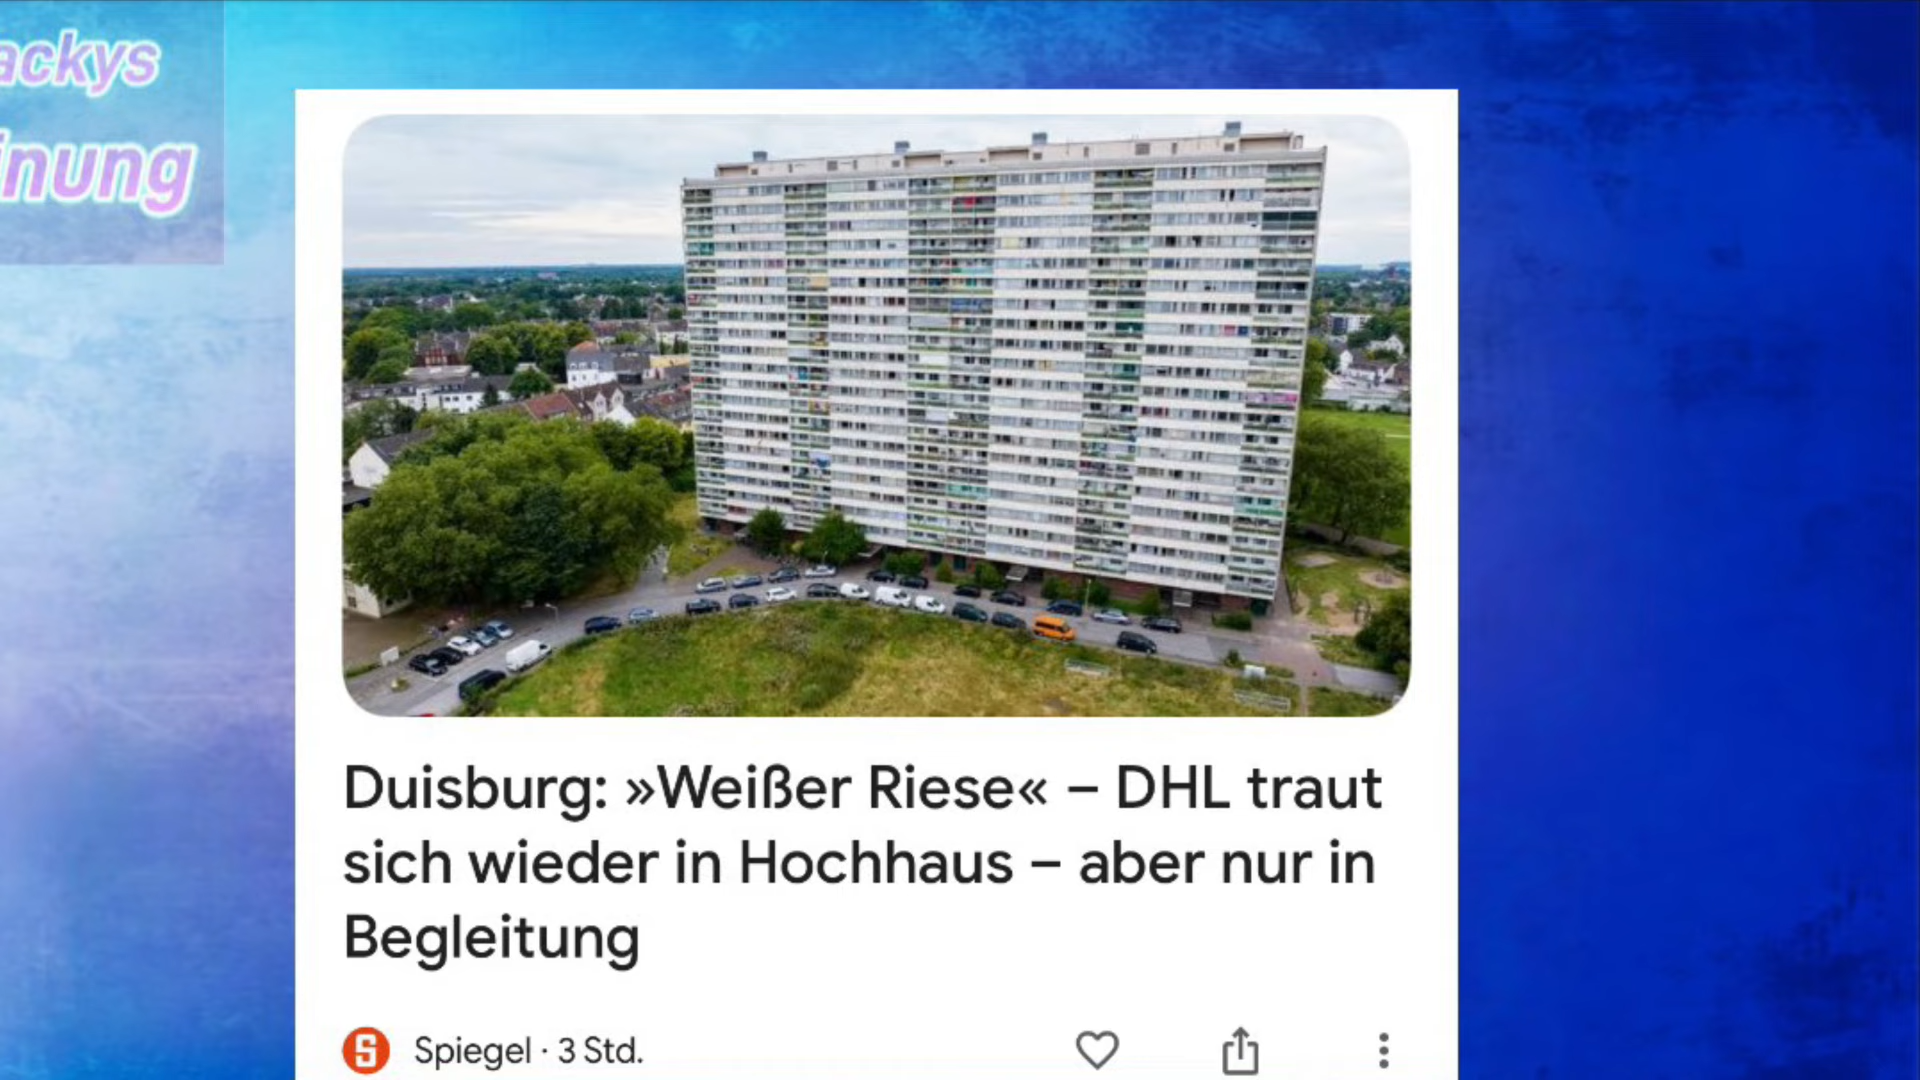 ackys
inung
Duisburg: »Weißer Riese« – DHL traut
sich wieder in Hochhaus – aber nur in
Begleitung
S Spiegel · 3 Std.